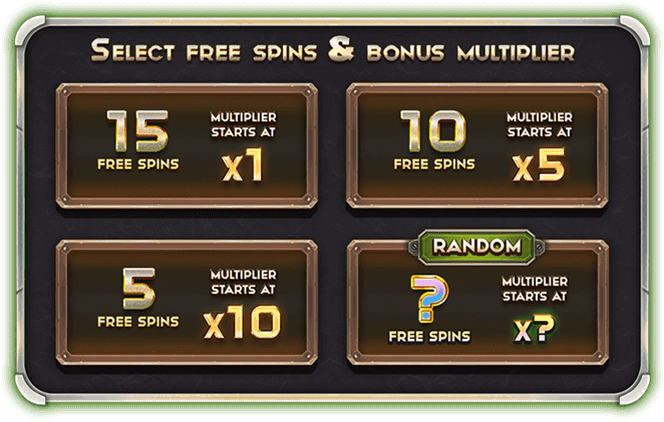 SELECT FREE SPINS & BONUS MULTIPLIER
15
FREE SPINS
MULTIPLIER
STARTS AT
x1
10
FREE SPINS
MULTIPLIER
STARTS AT
x5
5
FREE SPINS
MULTIPLIER
STARTS AT
x10
RANDOM
?
FREE SPINS
MULTIPLIER
STARTS AT
x?